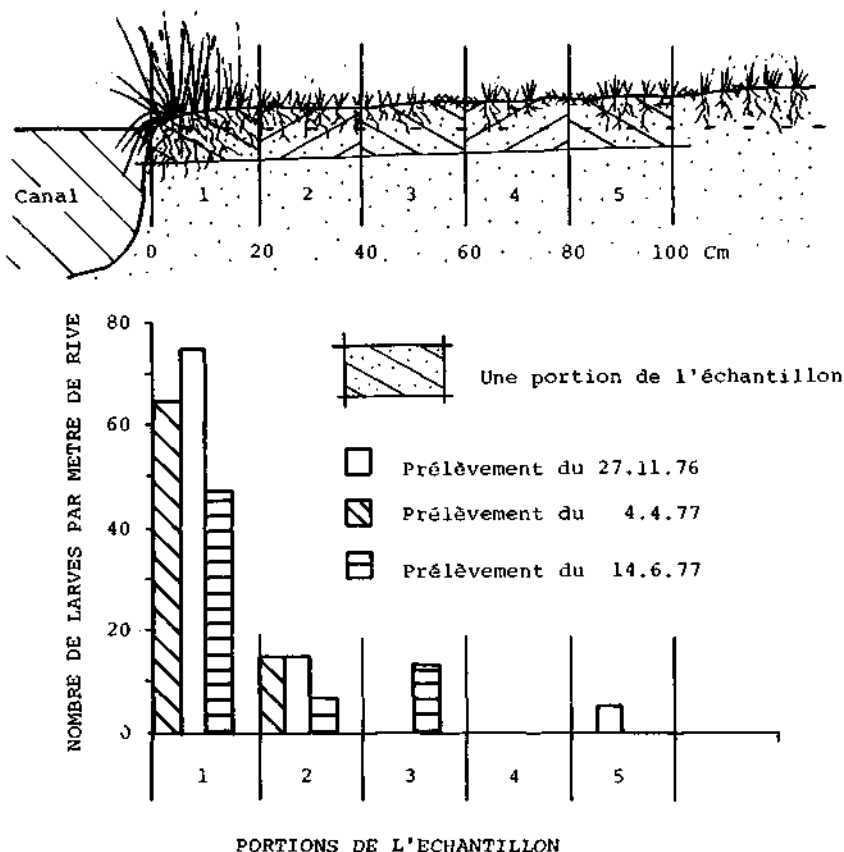 Canal
1 2 3 4 5
0 20 40 60 80 100 Cm
NOMBRE DE LARVES PAR METRE DE RIVE
80
60
40
20
0
Une portion de l'échantillon
Prélèvement du 27.11.76
Prélèvement du 4.4.77
Prélèvement du 14.6.77
1 2 3 4 5
PORTIONS DE L'ECHANTILLON